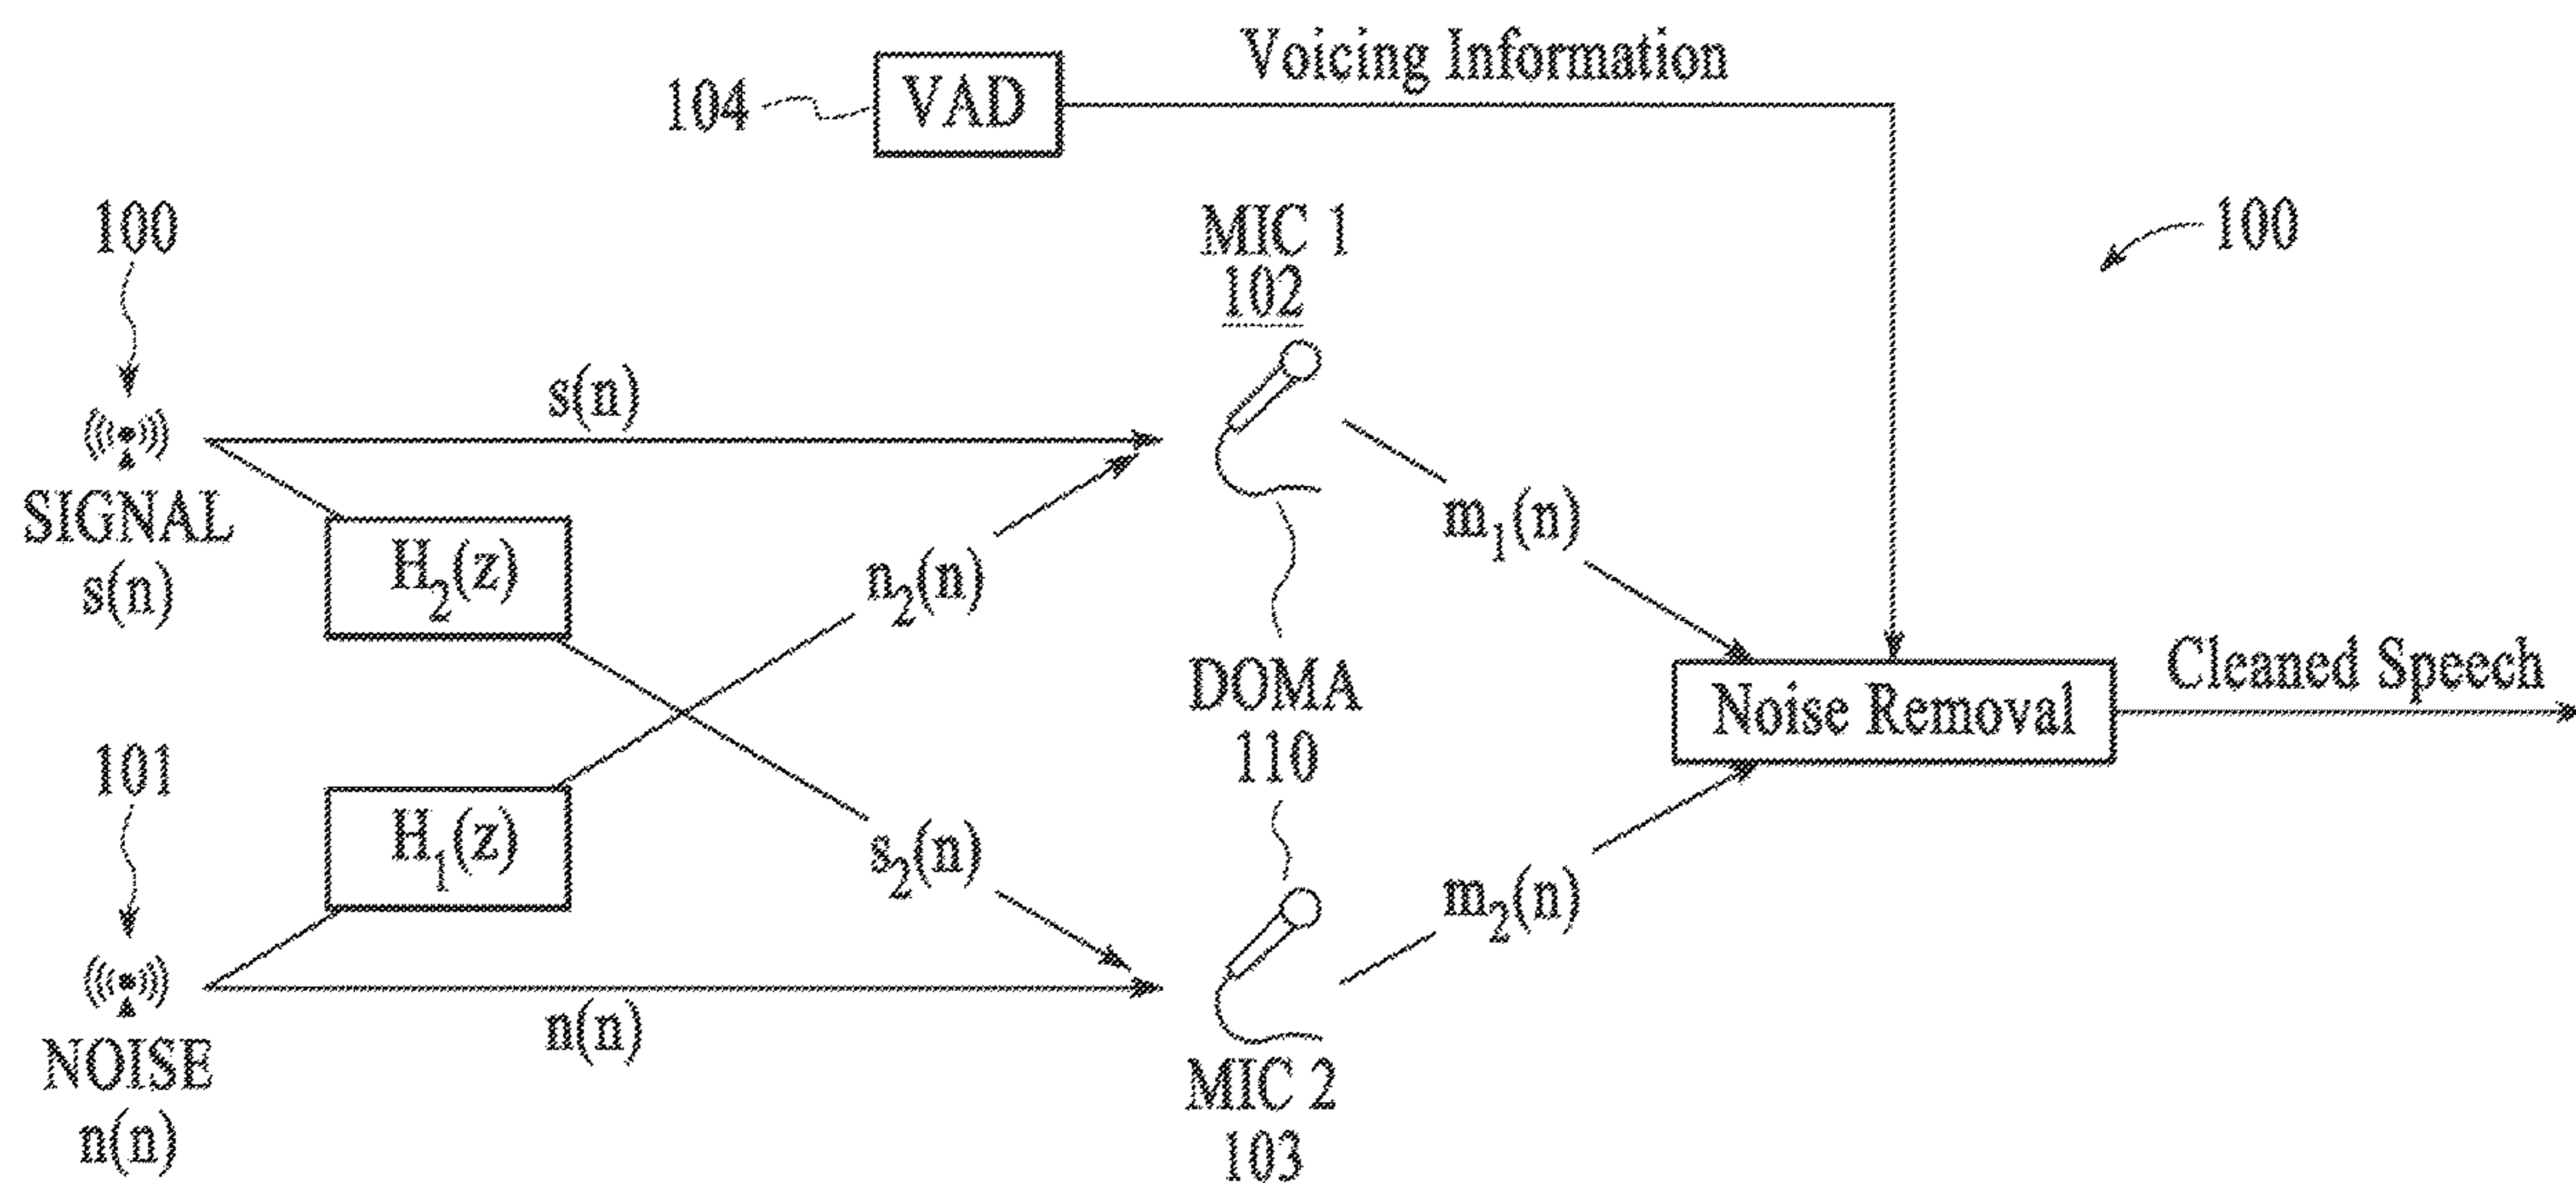 Voicing Information
104
VAD
100
MIC 1
102
100
s(n)
SIGNAL
s(n)
H₂(z)
n₂(n)
m₁(n)
DOMA
110
Noise Removal
Cleaned Speech
101
H₁(z)
s₂(n)
m₂(n)
n(n)
NOISE
n(n)
MIC 2
103